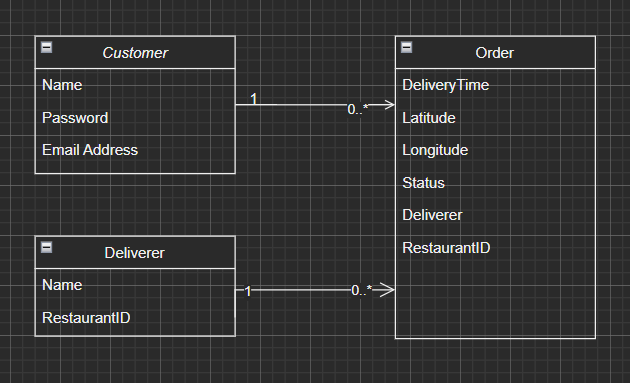 Customer
Name
Password
Email Address
1
0..*
Order
DeliveryTime
Latitude
Longitude
Status
Deliverer
RestaurantID
Deliverer
Name
RestaurantID
1
0..*